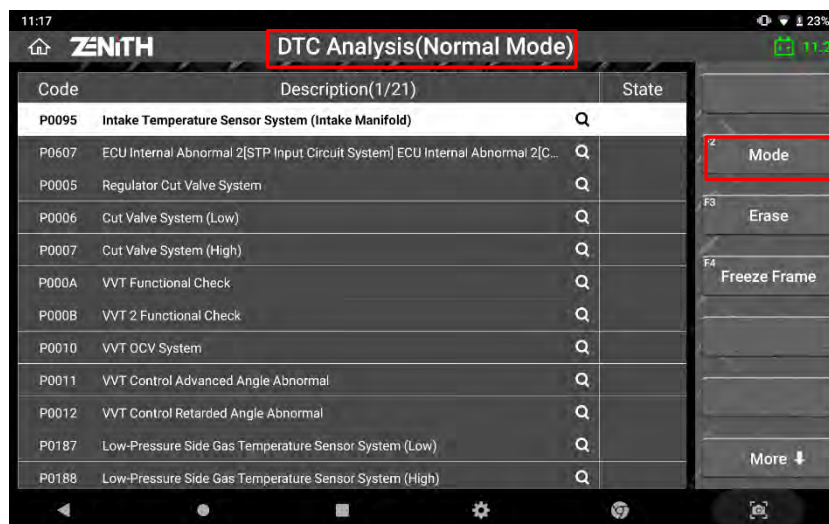 11:17
23%
ZENITH
DTC Analysis(Normal Mode)
11.2
Code Description(1/21) State
P0095 Intake Temperature Sensor System (Intake Manifold)
P0607 ECU Internal Abnormal 2[STP Input Circuit System] ECU Internal Abnormal 2[C...
P0005 Regulator Cut Valve System
P0006 Cut Valve System (Low)
P0007 Cut Valve System (High)
P000A VVT Functional Check
P000B VVT 2 Functional Check
P0010 VVT OCV System
P0011 VVT Control Advanced Angle Abnormal
P0012 VVT Control Retarded Angle Abnormal
P0187 Low-Pressure Side Gas Temperature Sensor System (Low)
P0188 Low-Pressure Side Gas Temperature Sensor System (High)
F2 Mode
F3 Erase
F4 Freeze Frame
More